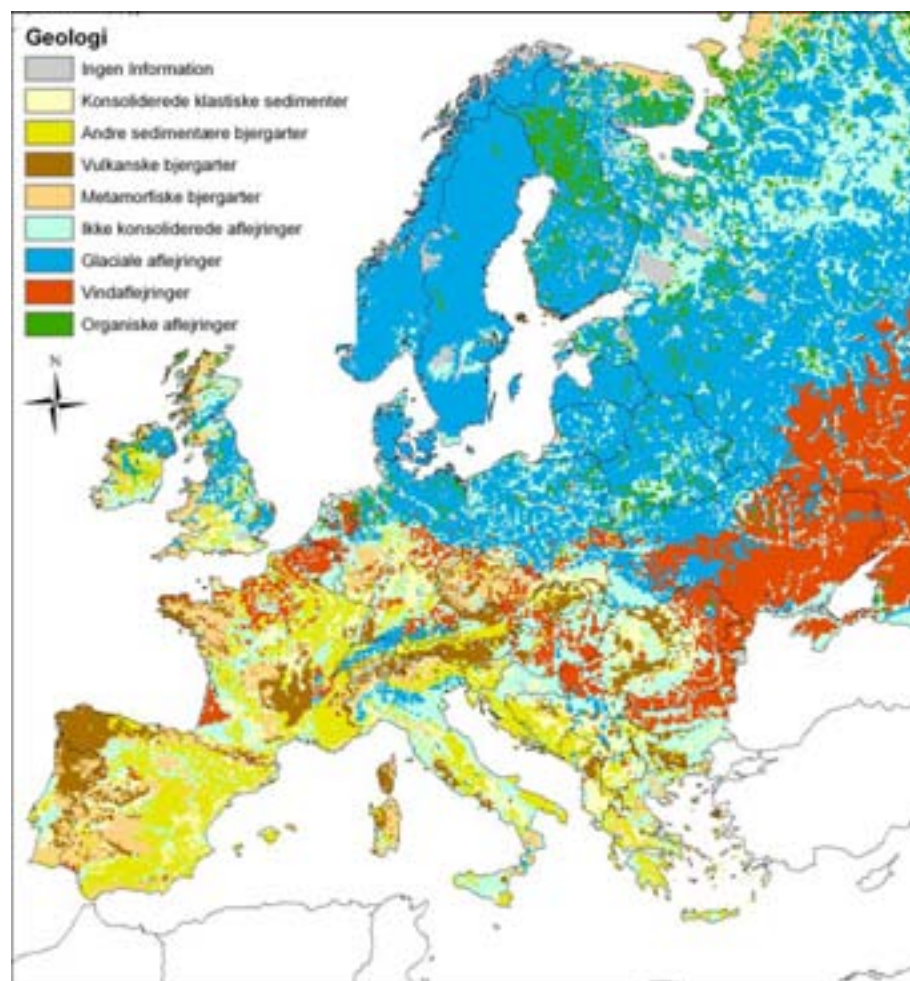 Geologi
Ingen Information
Konsoliderede klastiske sedimenter
Andre sedimentære bjergarter
Vulkanske bjergarter
Metamorfiske bjergarter
Ikke konsoliderede aflejringer
Glaciale aflejringer
Vindaflejringer
Organiske aflejringer
N